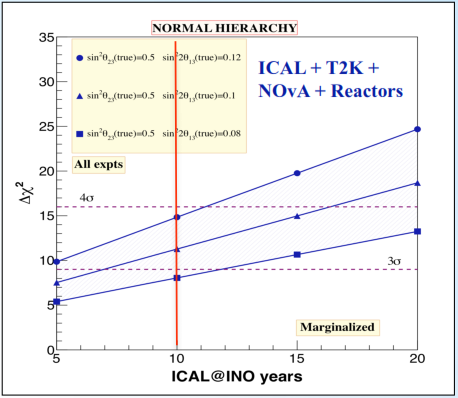 NORMAL HIERARCHY
sin²θ₂₃(true)=0.5 sin²2θ₁₃(true)=0.12
sin²θ₂₃(true)=0.5 sin²2θ₁₃(true)=0.1
sin²θ₂₃(true)=0.5 sin²2θ₁₃(true)=0.08
ICAL + T2K +
NOvA + Reactors
All expts
4σ
3σ
Marginalized
Δχ²
35
30
25
20
15
10
5
0
5 10 15 20
ICAL@INO years